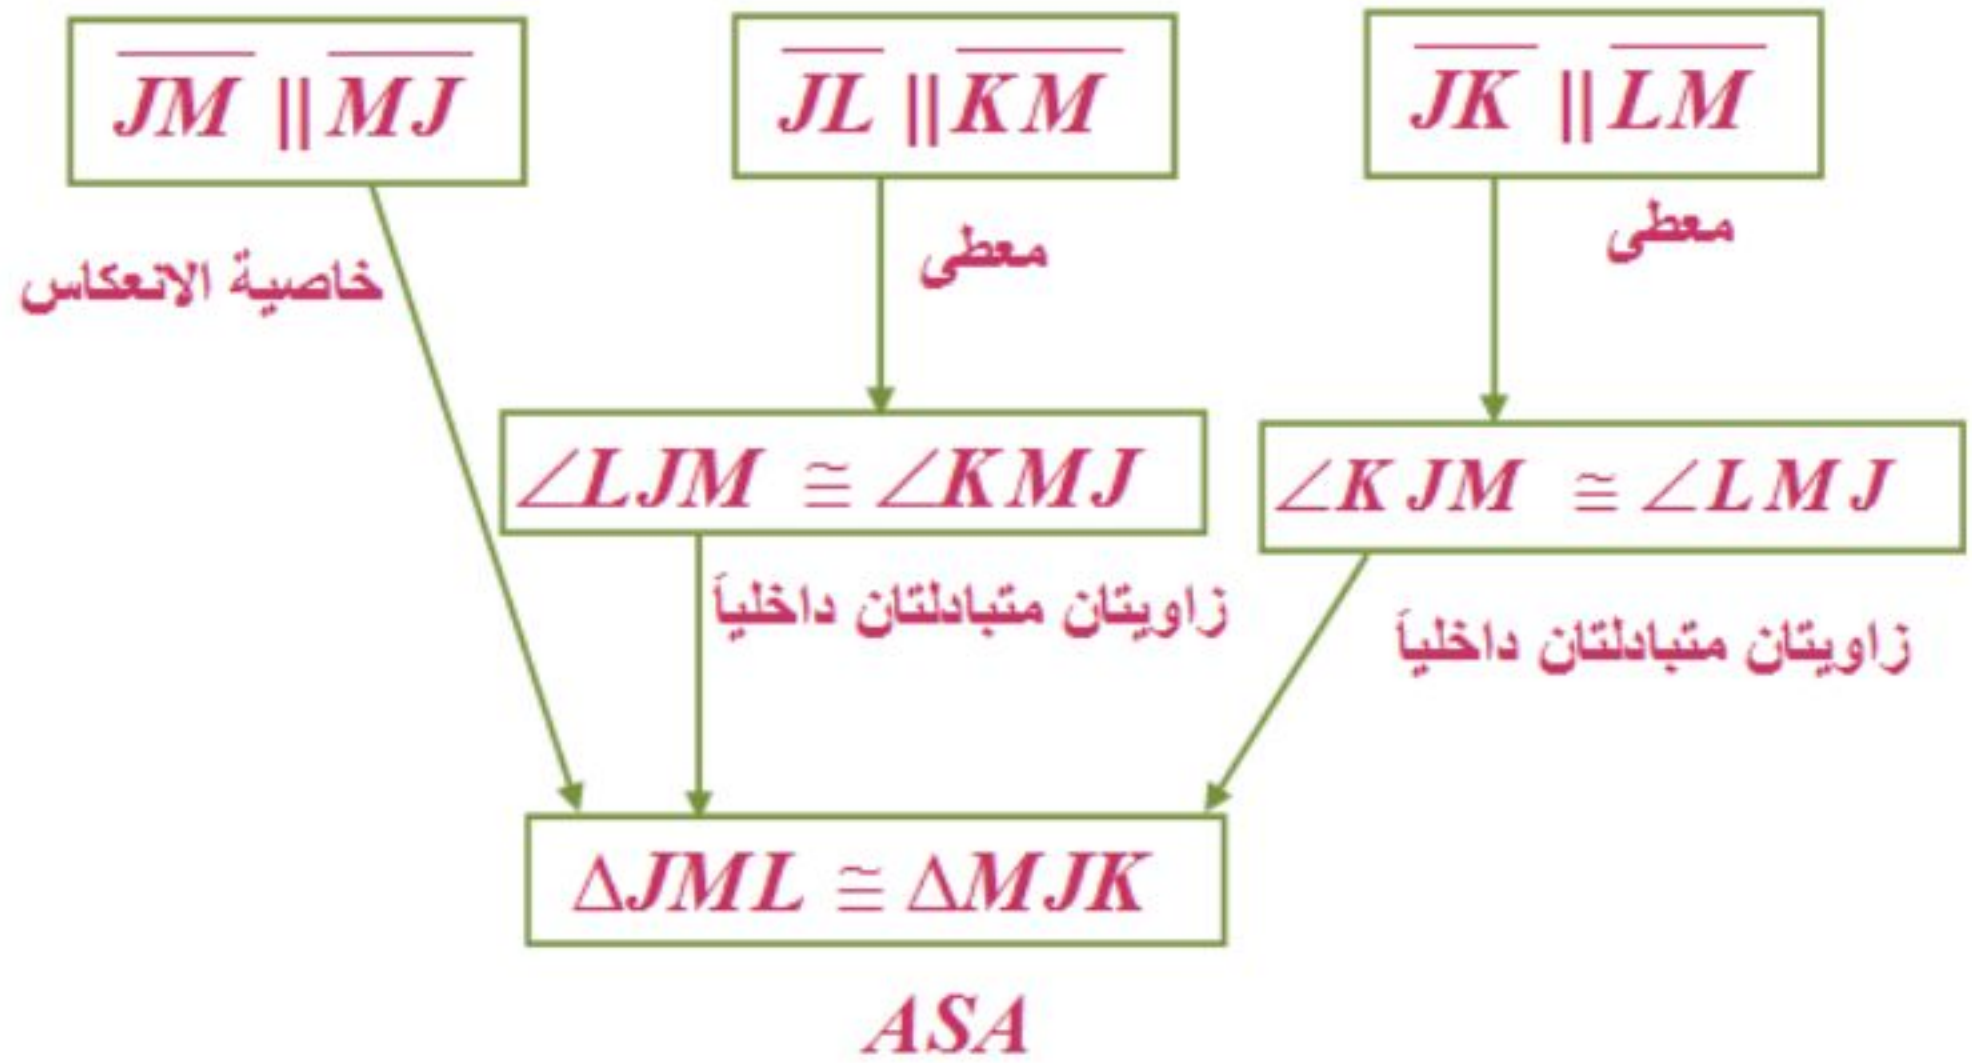 JM || MJ
JL || KM
JK || LM
خاصية الانعكاس
معطى
معطى
∠LJM ≅ ∠KMJ
∠KJM ≅ ∠LMJ
زاويتان متبادلتان داخلياً
زاويتان متبادلتان داخلياً
ΔJML ≅ ΔMJK
ASA